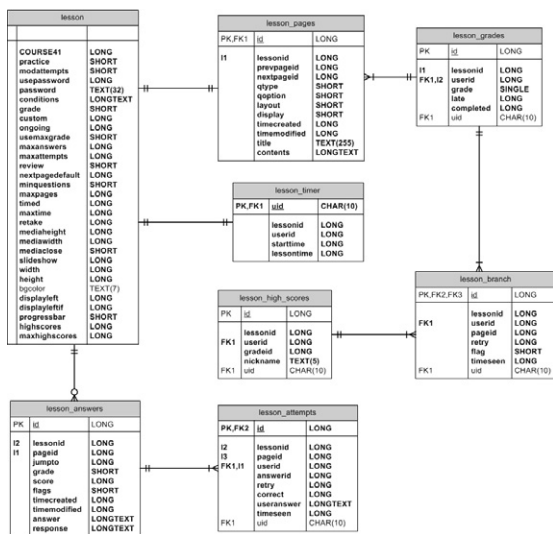 lesson
COURSE41 LONG
practice SHORT
modattempts SHORT
usepassword LONG
password TEXT(32)
conditions LONGTEXT
grade SHORT
custom LONG
ongoing LONG
usemaxgrade SHORT
maxanswers LONG
maxattempts LONG
review SHORT
nextpagedefault LONG
minquestions SHORT
maxpages LONG
timed LONG
maxtime LONG
retake LONG
mediaheight LONG
mediawidth LONG
mediaclose SHORT
slideshow LONG
width LONG
height LONG
bgcolor TEXT(7)
displayleft LONG
displayleftif LONG
progressbar SHORT
highscores LONG
maxhighscores LONG
lesson_pages
PK,FK1 id LONG
I1 lessonid LONG
prevpageid LONG
nextpageid LONG
qtype SHORT
qoption SHORT
layout SHORT
display SHORT
timecreated LONG
timemodified LONG
title TEXT(255)
contents LONGTEXT
lesson_grades
PK id LONG
I1 lessonid LONG
FK1,I2 userid LONG
grade SINGLE
late LONG
completed LONG
FK1 uid CHAR(10)
lesson_timer
PK,FK1 uid CHAR(10)
lessonid LONG
userid LONG
starttime LONG
lessontime LONG
lesson_high_scores
PK id LONG
lessonid LONG
FK1 userid LONG
gradeid LONG
nickname TEXT(5)
FK1 uid CHAR(10)
lesson_branch
PK,FK2,FK3 id LONG
lessonid LONG
FK1 userid LONG
pageid LONG
retry LONG
flag SHORT
timeseen LONG
FK1 uid CHAR(10)
lesson_answers
PK id LONG
I2 lessonid LONG
I1 pageid LONG
jumpto LONG
grade SHORT
score LONG
flags SHORT
timecreated LONG
timemodified LONG
answer LONGTEXT
response LONGTEXT
lesson_attempts
PK,FK2 id LONG
I2 lessonid LONG
I3 pageid LONG
FK1,I1 userid LONG
answerid LONG
retry LONG
correct LONG
useranswer LONGTEXT
timeseen LONG
FK1 uid CHAR(10)